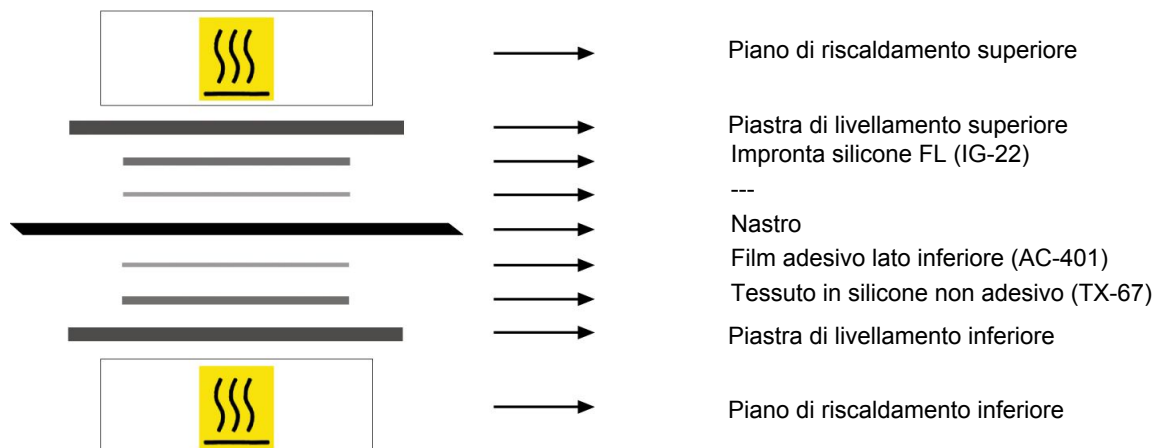 Piano di riscaldamento superiore
Piastra di livellamento superiore
Impronta silicone FL (IG-22)
---
Nastro
Film adesivo lato inferiore (AC-401)
Tessuto in silicone non adesivo (TX-67)
Piastra di livellamento inferiore
Piano di riscaldamento inferiore